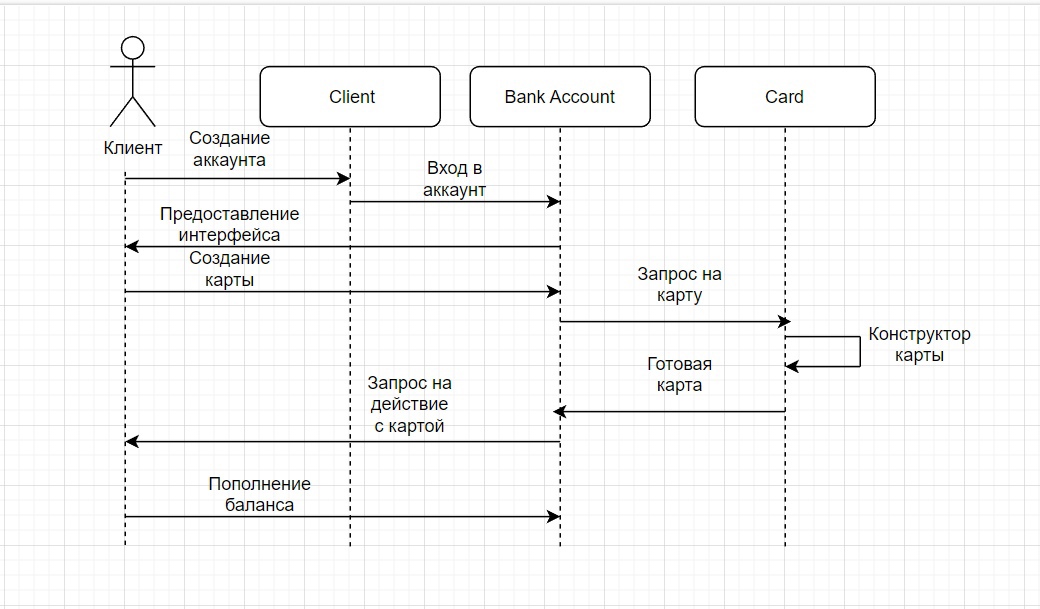 Client
Bank Account
Card
Клиент
Создание
аккаунта
Вход в
аккаунт
Предоставление
интерфейса
Создание
карты
Запрос на
карту
Конструктор
карты
Готовая
карта
Запрос на
действие
с картой
Пополнение
баланса